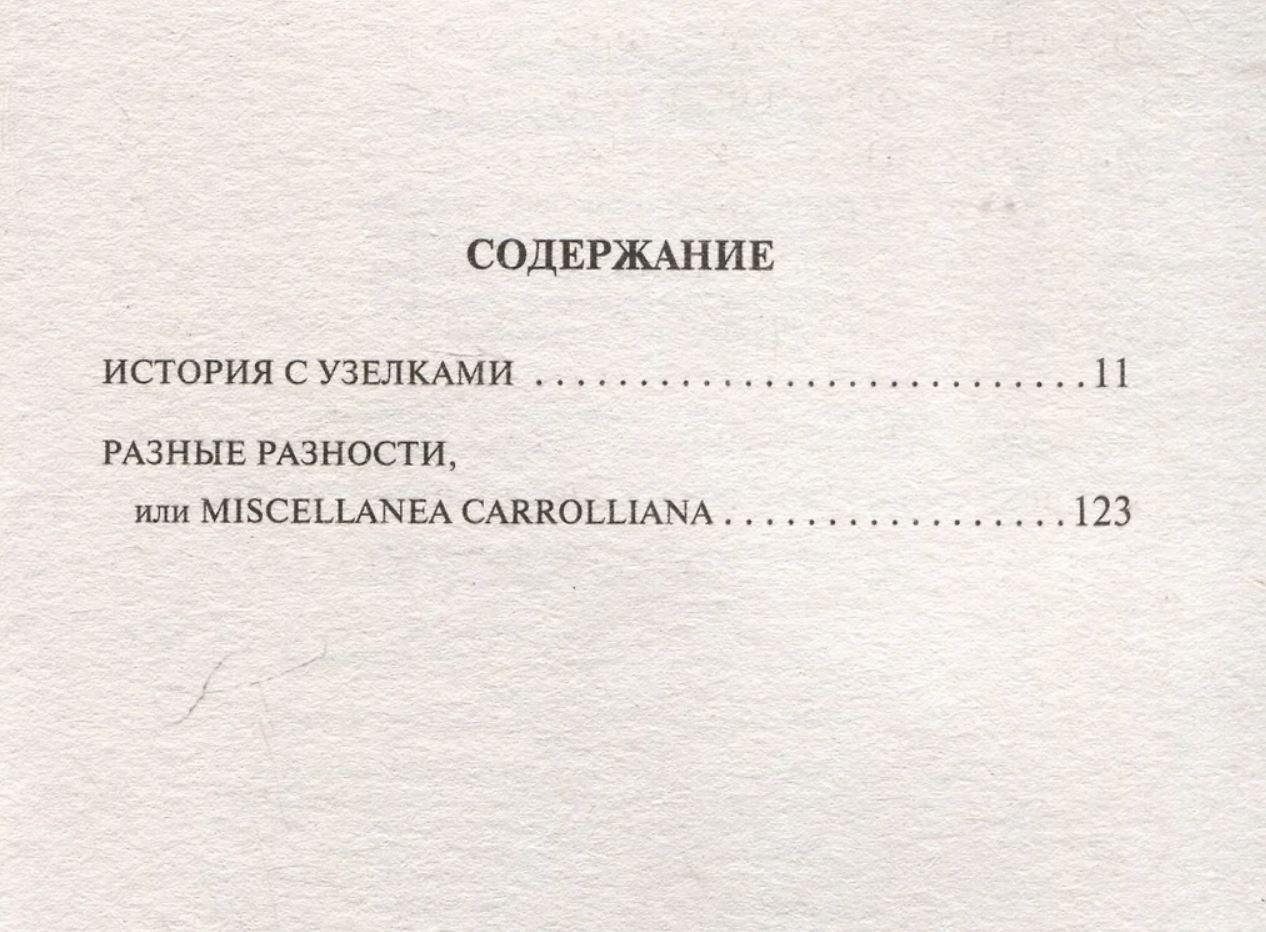 СОДЕРЖАНИЕ
ИСТОРИЯ С УЗЕЛКАМИ . . . . . . . . . . . . . . . . . . . . . . . . . . . 11
РАЗНЫЕ РАЗНОСТИ,
или MISCELLANEA CARROLLIANA . . . . . . . . . . . . . . . . . 123